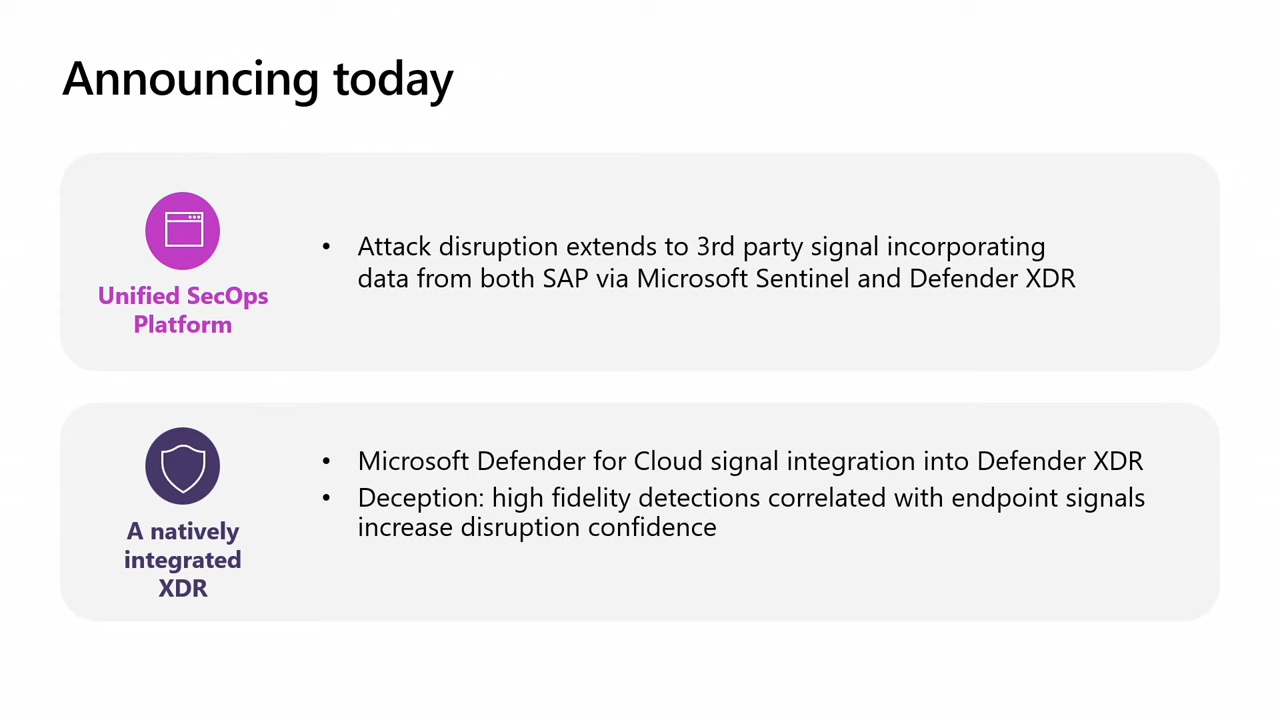 Announcing today
Unified SecOps
Platform
• Attack disruption extends to 3rd party signal incorporating
data from both SAP via Microsoft Sentinel and Defender XDR
A natively
integrated
XDR
• Microsoft Defender for Cloud signal integration into Defender XDR
• Deception: high fidelity detections correlated with endpoint signals
increase disruption confidence